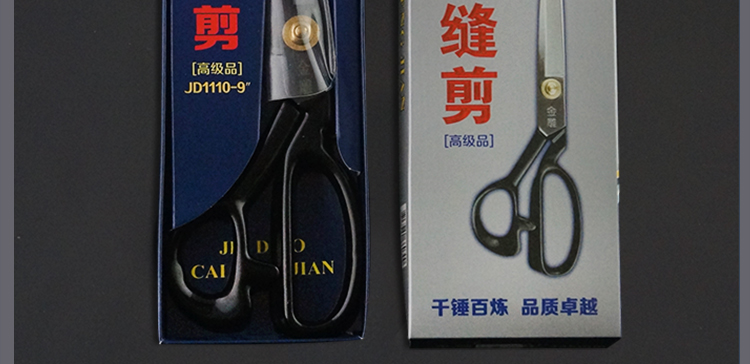 剪
[高级品]
JD1110-9"
CAI
JIAN
缝
剪
[高级品]
千锤百炼 品质卓越